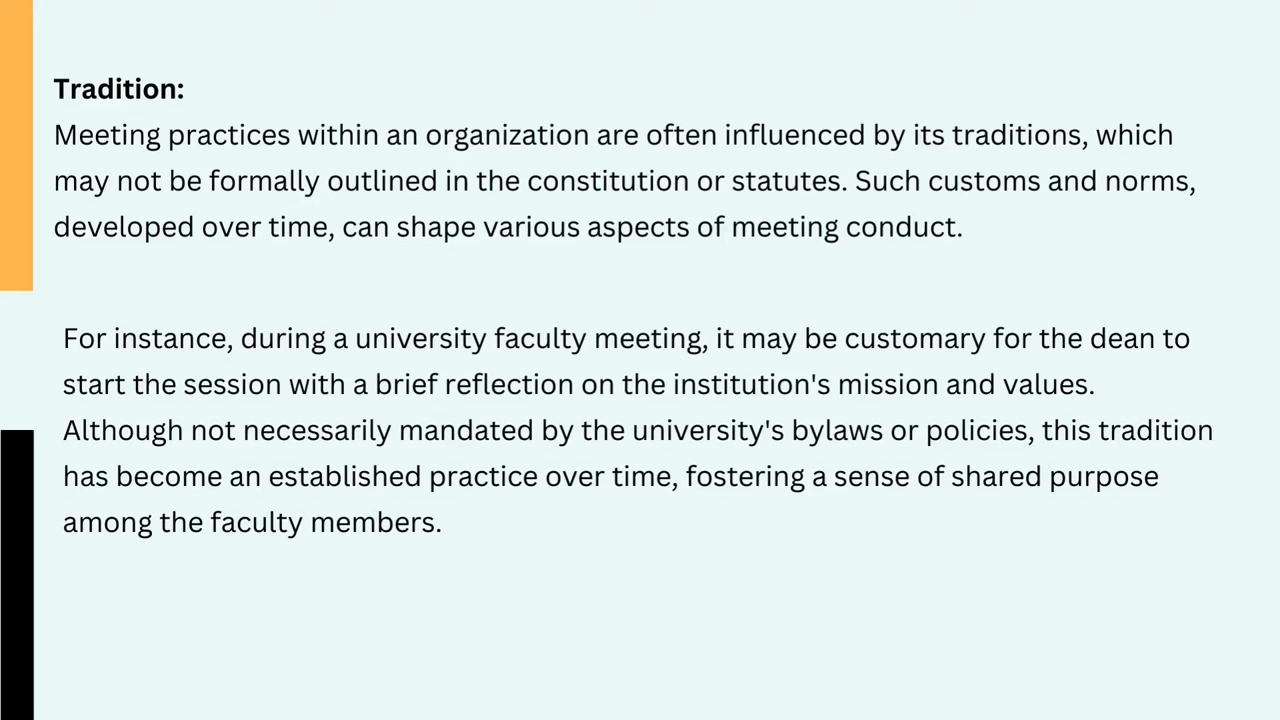 Tradition:
Meeting practices within an organization are often influenced by its traditions, which
may not be formally outlined in the constitution or statutes. Such customs and norms,
developed over time, can shape various aspects of meeting conduct.
For instance, during a university faculty meeting, it may be customary for the dean to
start the session with a brief reflection on the institution's mission and values.
Although not necessarily mandated by the university's bylaws or policies, this tradition
has become an established practice over time, fostering a sense of shared purpose
among the faculty members.